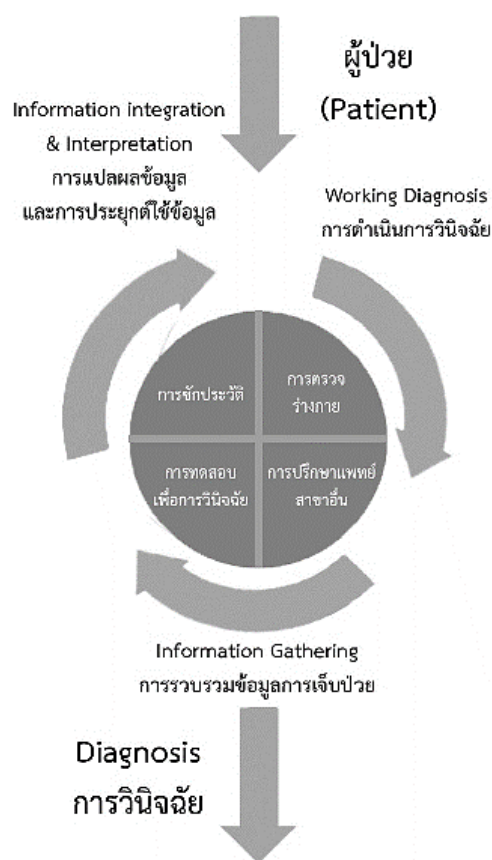 ผู้ป่วย
(Patient)
Information integration
& Interpretation
การแปลผลข้อมูล
และการประยุกต์ใช้ข้อมูล
Working Diagnosis
การดำเนินการวินิจฉัย
การซักประวัติ
การตรวจ
ร่างกาย
การทดสอบ
เพื่อการวินิจฉัย
การปรึกษาแพทย์
สาขาอื่น
Information Gathering
การรวบรวมข้อมูลการเจ็บป่วย
Diagnosis
การวินิจฉัย